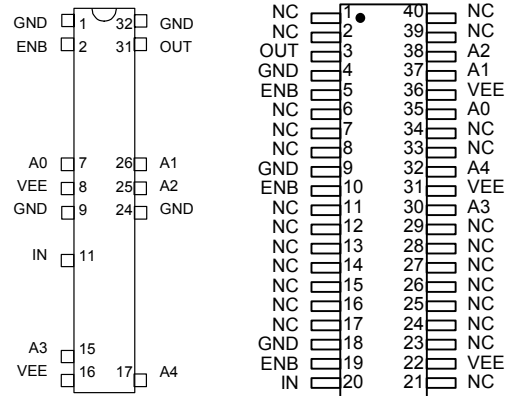 GND 1 32 GND
ENB 2 31 OUT
A0 7 26 A1
VEE 8 25 A2
GND 9 24 GND
IN 11
A3 15
VEE 16 17 A4
NC 1 40 NC
NC 2 39 NC
OUT 3 38 A2
GND 4 37 A1
ENB 5 36 VEE
NC 6 35 A0
NC 7 34 NC
NC 8 33 NC
GND 9 32 A4
ENB 10 31 VEE
NC 11 30 A3
NC 12 29 NC
NC 13 28 NC
NC 14 27 NC
NC 15 26 NC
NC 16 25 NC
NC 17 24 NC
GND 18 23 NC
ENB 19 22 VEE
IN 20 21 NC